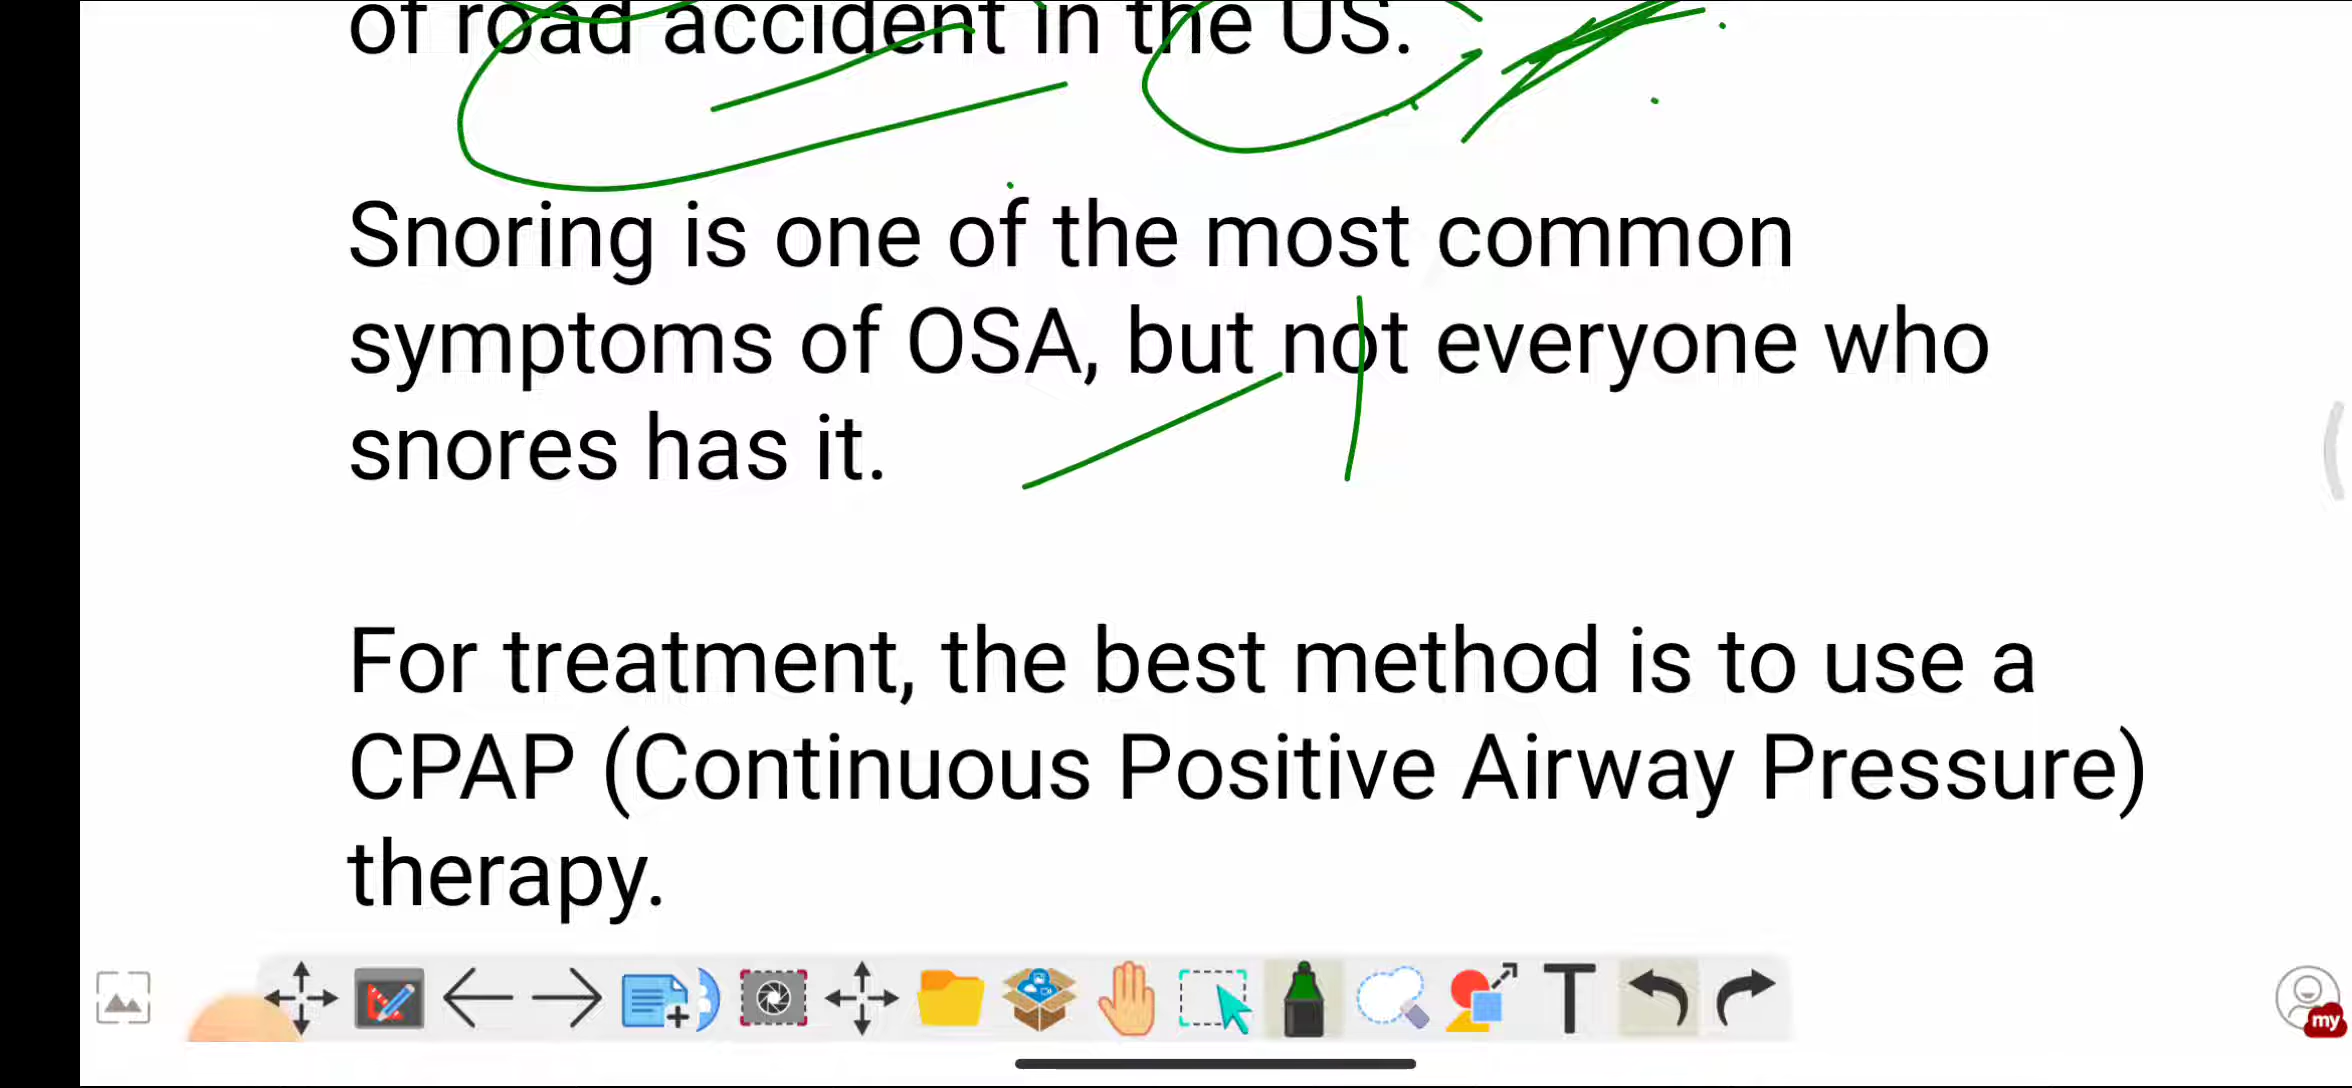 of road accident in the US.
Snoring is one of the most common
symptoms of OSA, but not everyone who
snores has it.
For treatment, the best method is to use a
CPAP (Continuous Positive Airway Pressure)
therapy.
T
my